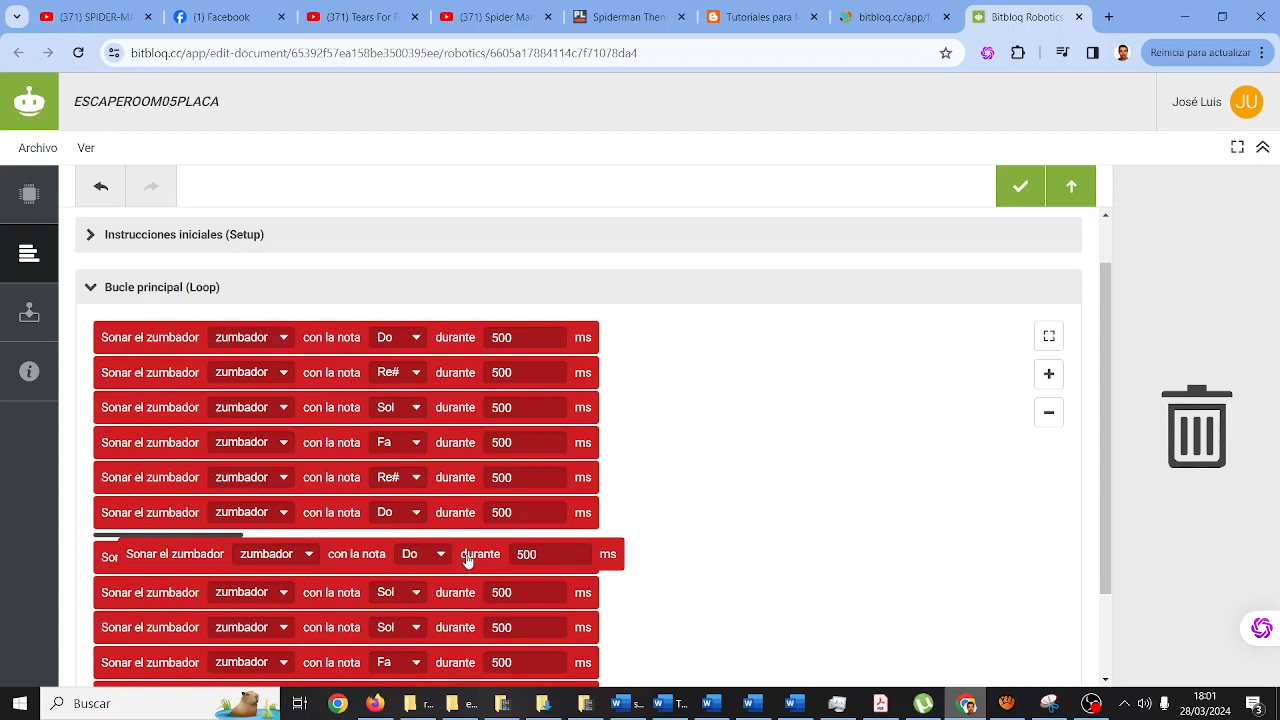 (371) SPIDER-M
(1) Facebook
(371) Tears For F
(371) Spider Man
Spiderman Them
Tutoriales para
bitbloq.cc/app/f
Bitbloq Robotics
bitbloq.cc/app/edit-document/65392f57ea158be3500395ee/robotics/6605a17884114c7f71078da4
Reiniciar para actualizar
ESCAPEROOM05PLACA
José Luis
JU
Archivo
Ver
Instrucciones iniciales (Setup)
Bucle principal (Loop)
Sonar el zumbador zumbador con la nota Do durante 500 ms
Sonar el zumbador zumbador con la nota Re# durante 500 ms
Sonar el zumbador zumbador con la nota Sol durante 500 ms
Sonar el zumbador zumbador con la nota Fa durante 500 ms
Sonar el zumbador zumbador con la nota Re# durante 500 ms
Sonar el zumbador zumbador con la nota Do durante 500 ms
Sor
Sonar el zumbador zumbador con la nota Do durante 500 ms
Sonar el zumbador zumbador con la nota Sol durante 500 ms
Sonar el zumbador zumbador con la nota Sol durante 500 ms
Sonar el zumbador zumbador con la nota Fa durante 500 ms
Buscar
18:01
28/03/2024